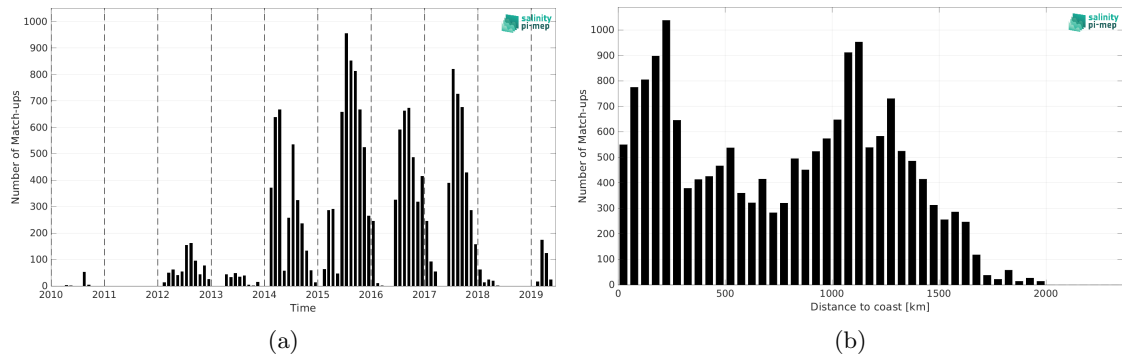 1000
900
800
700
600
500
400
300
200
100
0
Number of Match-ups
2010 2011 2012 2013 2014 2015 2016 2017 2018 2019
Time
salinity
pi-mep
(a)
1000
900
800
700
600
500
400
300
200
100
0
Number of Match-ups
0 500 1000 1500 2000
Distance to coast [km]
salinity
pi-mep
(b)